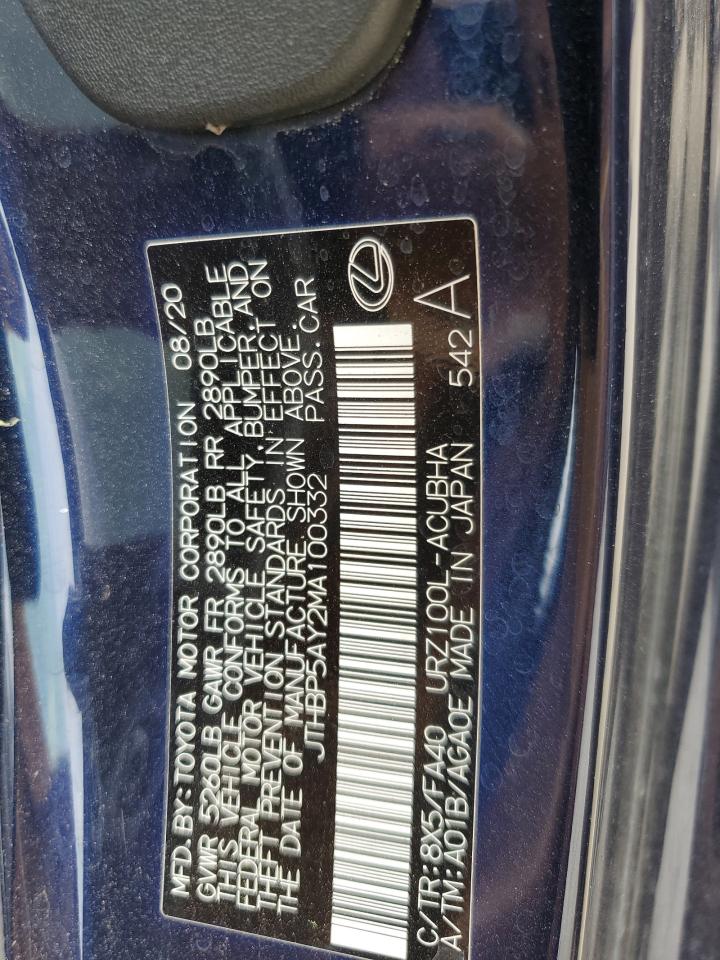 MFD. BY: TOYOTA MOTOR CORPORATION 08/20
GVWR 5260LB GAWR FR 2890LB RR 2890LB
THIS VEHICLE CONFORMS TO ALL APPLICABLE
FEDERAL MOTOR VEHICLE SAFETY, BUMPER, AND
THEFT PREVENTION STANDARDS IN EFFECT ON
THE DATE OF MANUFACTURE SHOWN ABOVE.
JTHBP5AY2MA100332 PASS. CAR
C/TR: 8X5/FA40 URZ100L-ACUBHA 542
A/TM: A01B/AGA0E MADE IN JAPAN A